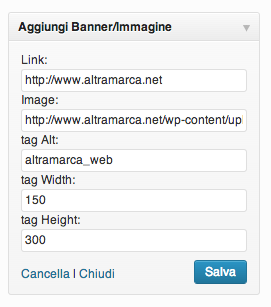 Aggiungi Banner/Immagine
Link:
http://www.altramarca.net
Image:
http://www.altramarca.net/wp-content/upl
tag Alt:
altramarca_web
tag Width:
150
tag Height:
300
Cancella | Chiudi
Salva